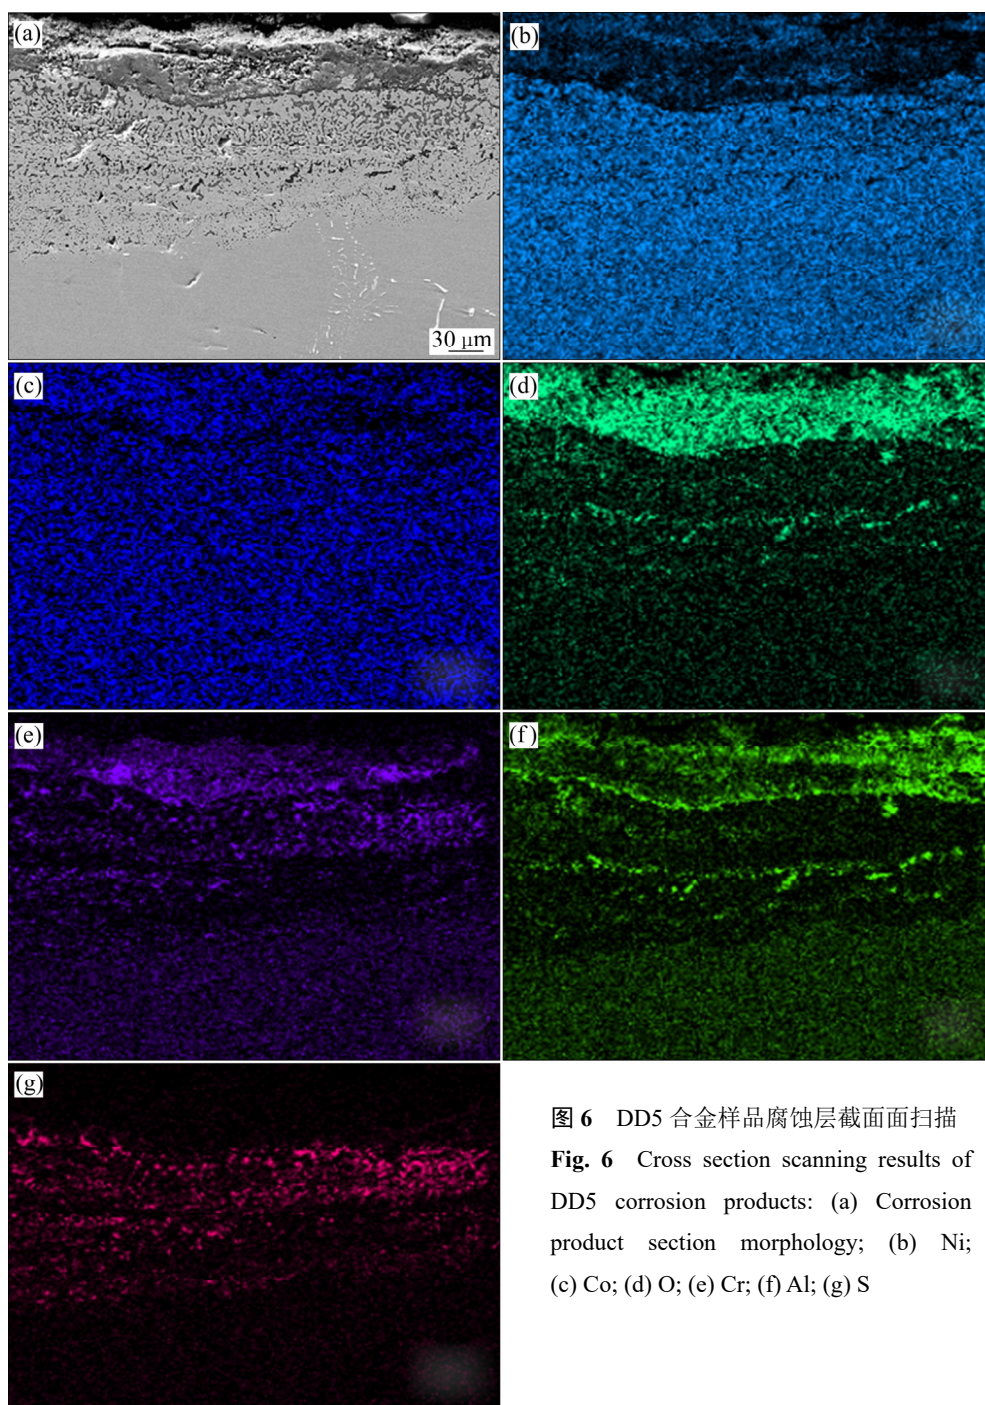 (a)
(b)
30 μm
(c)
(d)
(e)
(f)
(g)
图 6 DD5 合金样品腐蚀层截面面扫描
Fig. 6 Cross section scanning results of
DD5 corrosion products: (a) Corrosion
product section morphology; (b) Ni;
(c) Co; (d) O; (e) Cr; (f) Al; (g) S